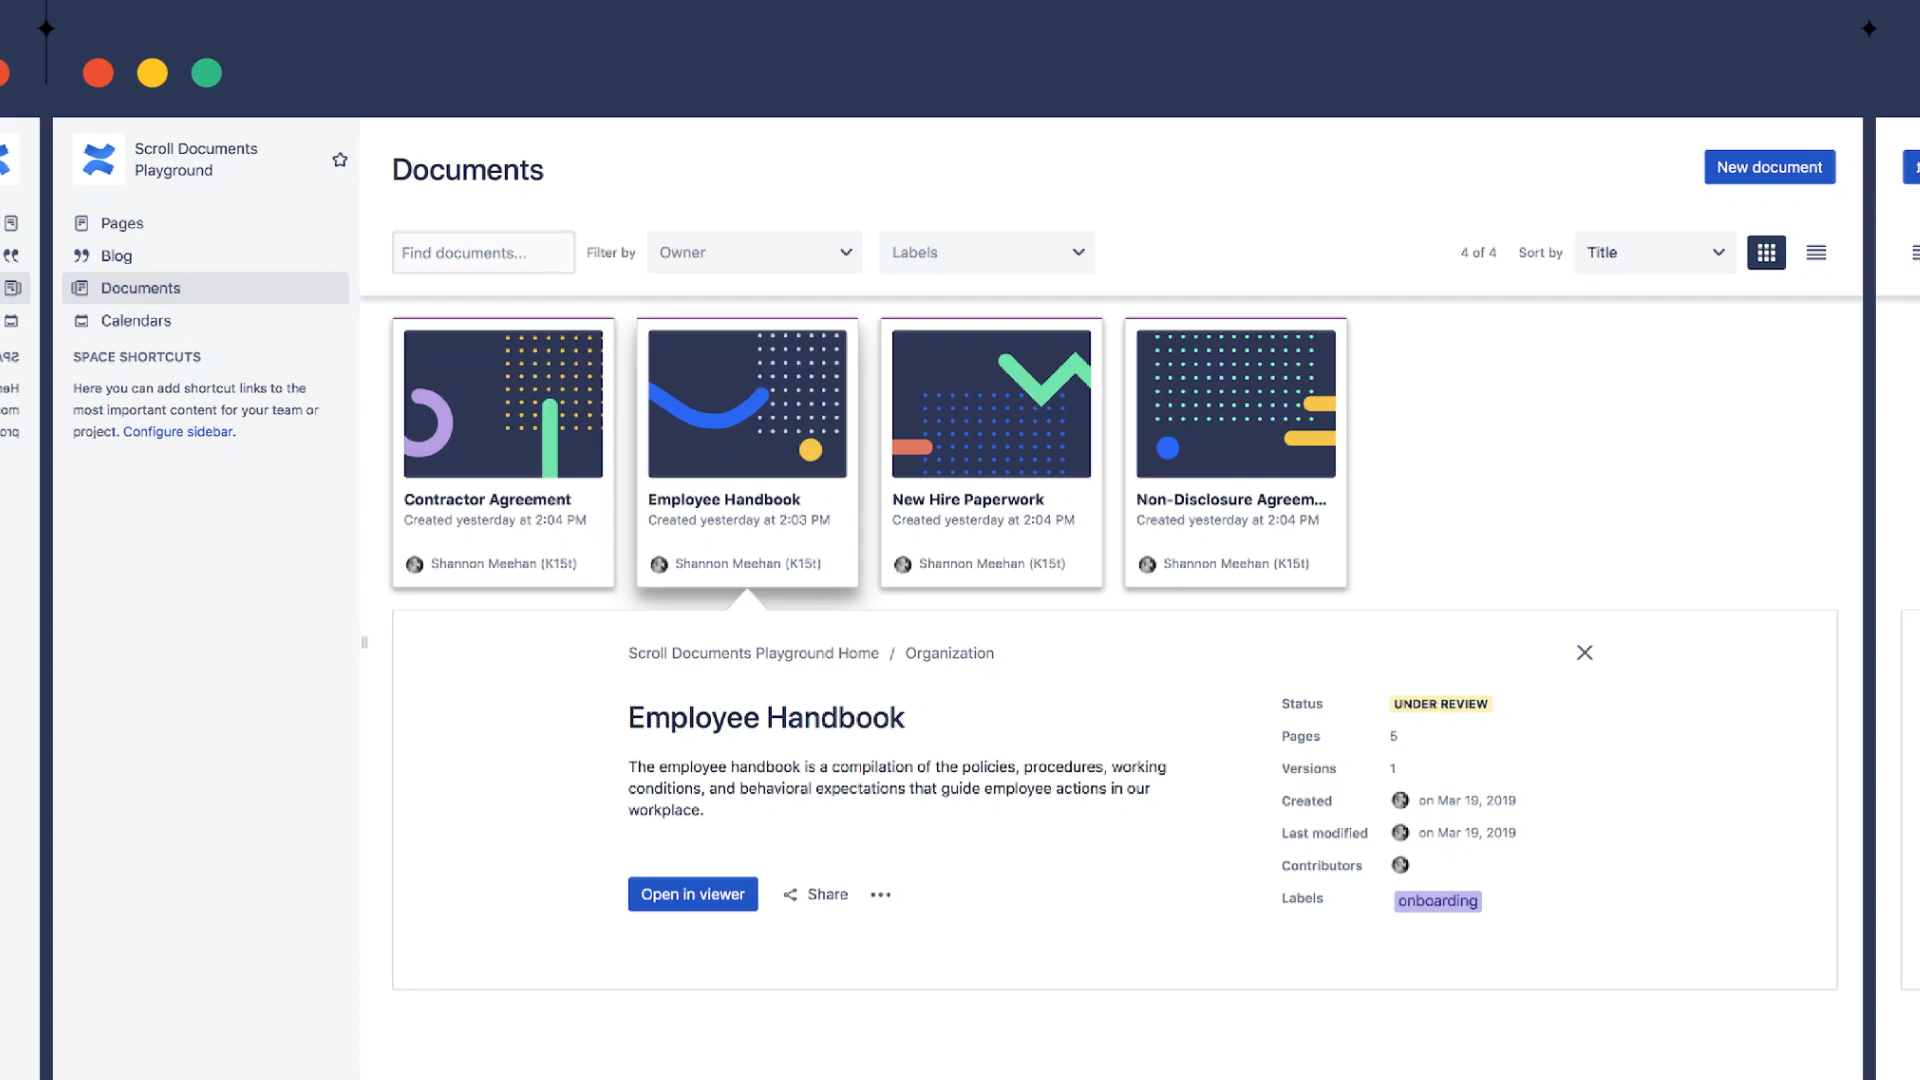 Scroll Documents
Playground
Pages
Blog
Documents
Calendars
SPACE SHORTCUTS
Here you can add shortcut links to the
most important content for your team or
project. Configure sidebar.
Documents
New document
Find documents...
Filter by
Owner
Labels
4 of 4
Sort by
Title
Contractor Agreement
Created yesterday at 2:04 PM
Shannon Meehan (K15t)
Employee Handbook
Created yesterday at 2:03 PM
Shannon Meehan (K15t)
New Hire Paperwork
Created yesterday at 2:04 PM
Shannon Meehan (K15t)
Non-Disclosure Agreem...
Created yesterday at 2:04 PM
Shannon Meehan (K15t)
Scroll Documents Playground Home / Organization
Employee Handbook
The employee handbook is a compilation of the policies, procedures, working
conditions, and behavioral expectations that guide employee actions in our
workplace.
Open in viewer
Share
Status UNDER REVIEW
Pages 5
Versions 1
Created on Mar 19, 2019
Last modified on Mar 19, 2019
Contributors
Labels onboarding